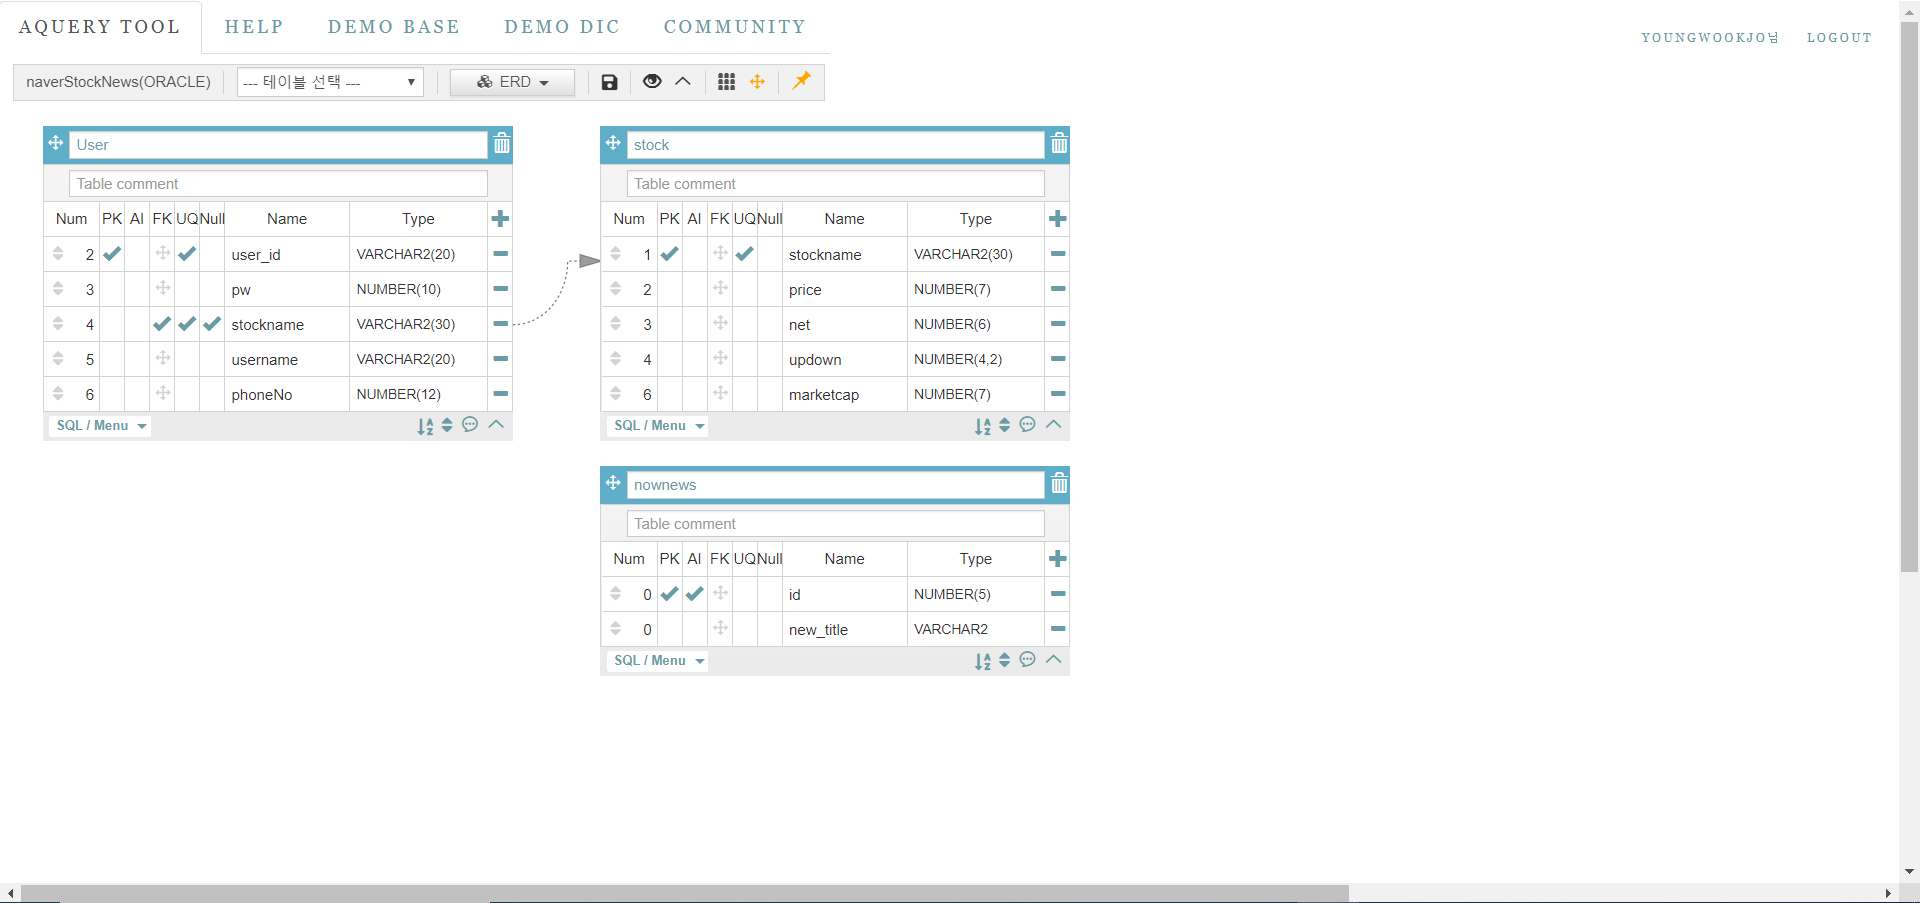 AQUERY TOOL HELP DEMO BASE DEMO DIC COMMUNITY
YOUNGWOOKJO님 LOGOUT
naverStockNews(ORACLE) --- 테이블 선택 --- ERD
User
Table comment
Num PK AI FK UQ Null Name Type
2 user_id VARCHAR2(20)
3 pw NUMBER(10)
4 stockname VARCHAR2(30)
5 username VARCHAR2(20)
6 phoneNo NUMBER(12)
SQL / Menu
stock
Table comment
Num PK AI FK UQ Null Name Type
1 stockname VARCHAR2(30)
2 price NUMBER(7)
3 net NUMBER(6)
4 updown NUMBER(4,2)
6 marketcap NUMBER(7)
SQL / Menu
nownews
Table comment
Num PK AI FK UQ Null Name Type
0 id NUMBER(5)
0 new_title VARCHAR2
SQL / Menu